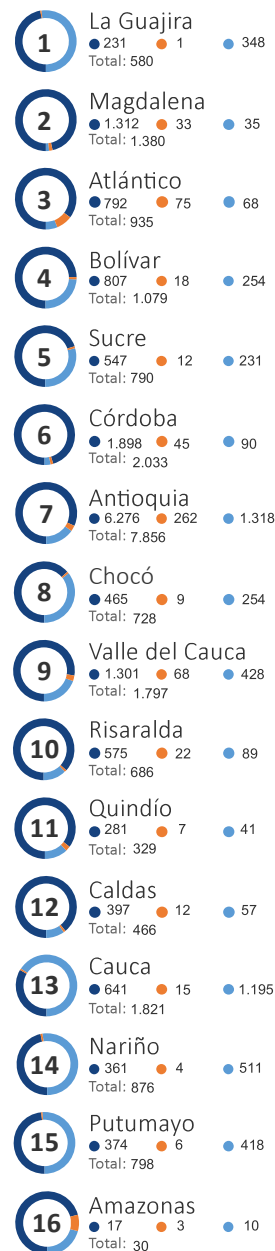 1
La Guajira
231 1 348
Total: 580
2
Magdalena
1.312 33 35
Total: 1.380
3
Atlántico
792 75 68
Total: 935
4
Bolívar
807 18 254
Total: 1.079
5
Sucre
547 12 231
Total: 790
6
Córdoba
1.898 45 90
Total: 2.033
7
Antioquia
6.276 262 1.318
Total: 7.856
8
Chocó
465 9 254
Total: 728
9
Valle del Cauca
1.301 68 428
Total: 1.797
10
Risaralda
575 22 89
Total: 686
11
Quindío
281 7 41
Total: 329
12
Caldas
397 12 57
Total: 466
13
Cauca
641 15 1.195
Total: 1.821
14
Nariño
361 4 511
Total: 876
15
Putumayo
374 6 418
Total: 798
16
Amazonas
17 3 10
Total: 30